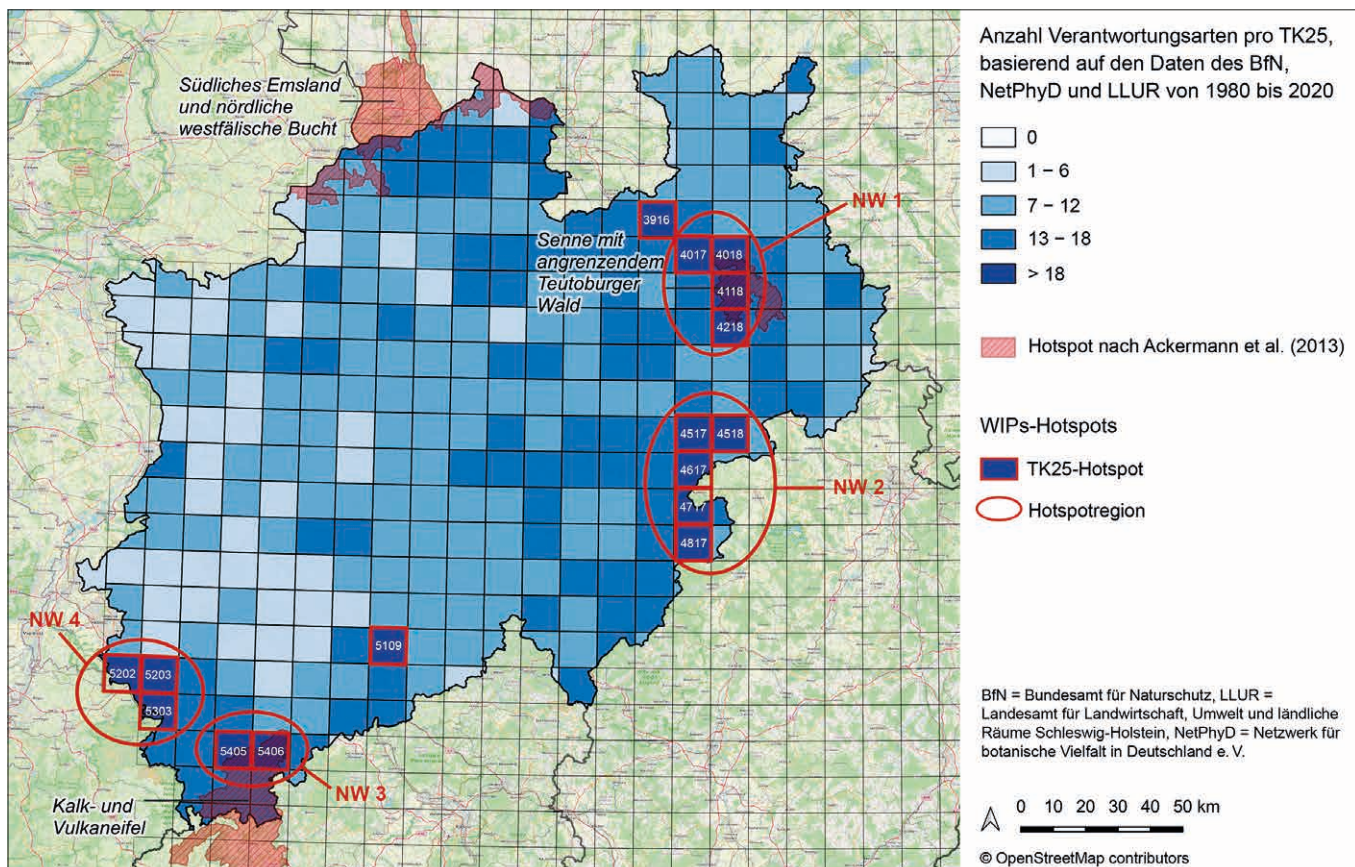 Südliches Emsland
und nördliche
westfälische Bucht
Senne mit
angrenzendem
Teutoburger
Wald
3916
NW 1
4017
4018
4118
4218
4517
4518
4617
4717
4817
NW 2
5109
NW 4
5202
5203
5303
5405
5406
NW 3
Kalk- und
Vulkaneifel
Anzahl Verantwortungsarten pro TK25,
basierend auf den Daten des BfN,
NetPhyD und LLUR von 1980 bis 2020
0
1 – 6
7 – 12
13 – 18
> 18
Hotspot nach Ackermann et al. (2013)
WIPs-Hotspots
TK25-Hotspot
Hotspotregion
BfN = Bundesamt für Naturschutz, LLUR =
Landesamt für Landwirtschaft, Umwelt und ländliche
Räume Schleswig-Holstein, NetPhyD = Netzwerk für
botanische Vielfalt in Deutschland e. V.
0 10 20 30 40 50 km
© OpenStreetMap contributors